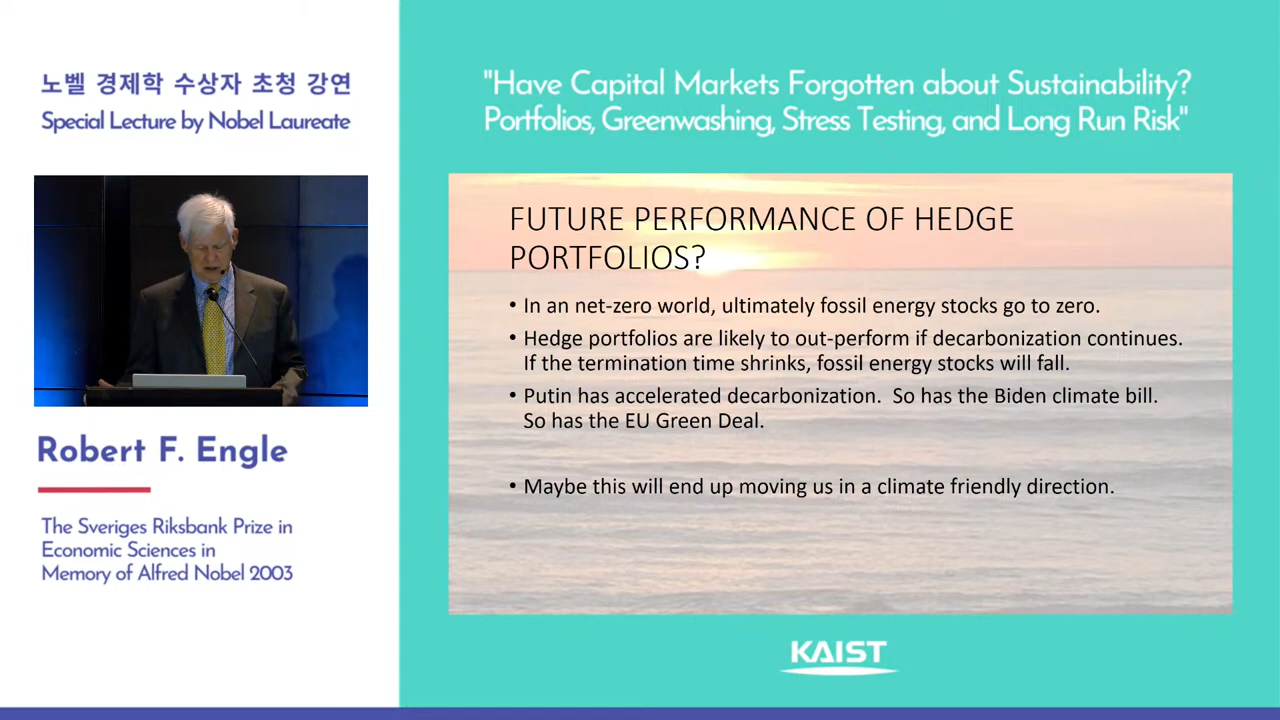 노벨 경제학 수상자 초청 강연
Special Lecture by Nobel Laureate
Robert F. Engle
The Sveriges Riksbank Prize in
Economic Sciences in
Memory of Alfred Nobel 2003
"Have Capital Markets Forgotten about Sustainability?
Portfolios, Greenwashing, Stress Testing, and Long Run Risk"
FUTURE PERFORMANCE OF HEDGE
PORTFOLIOS?
• In an net-zero world, ultimately fossil energy stocks go to zero.
• Hedge portfolios are likely to out-perform if decarbonization continues.
If the termination time shrinks, fossil energy stocks will fall.
• Putin has accelerated decarbonization.  So has the Biden climate bill.
So has the EU Green Deal.
• Maybe this will end up moving us in a climate friendly direction.
KAIST